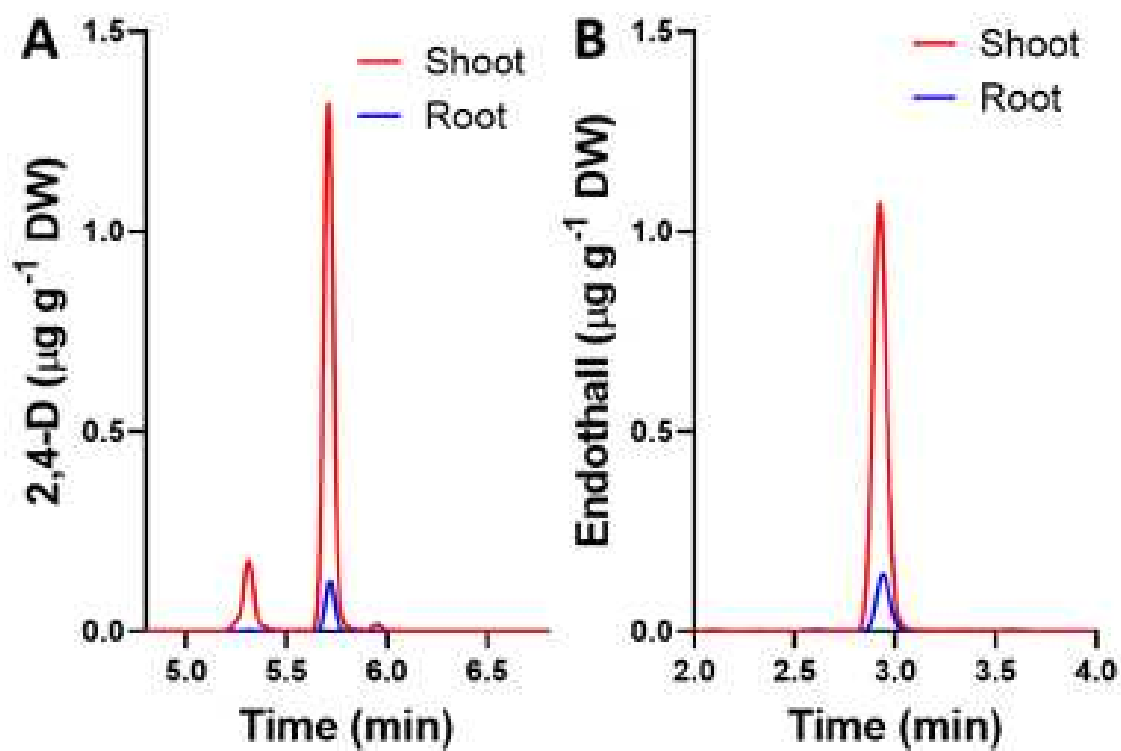 A
1.5
Shoot
Root
2,4-D (µg g⁻¹ DW)
1.0
0.5
0.0
5.0 5.5 6.0 6.5
Time (min)
B
1.5
Shoot
Root
Endothall (µg g⁻¹ DW)
1.0
0.5
0.0
2.0 2.5 3.0 3.5 4.0
Time (min)